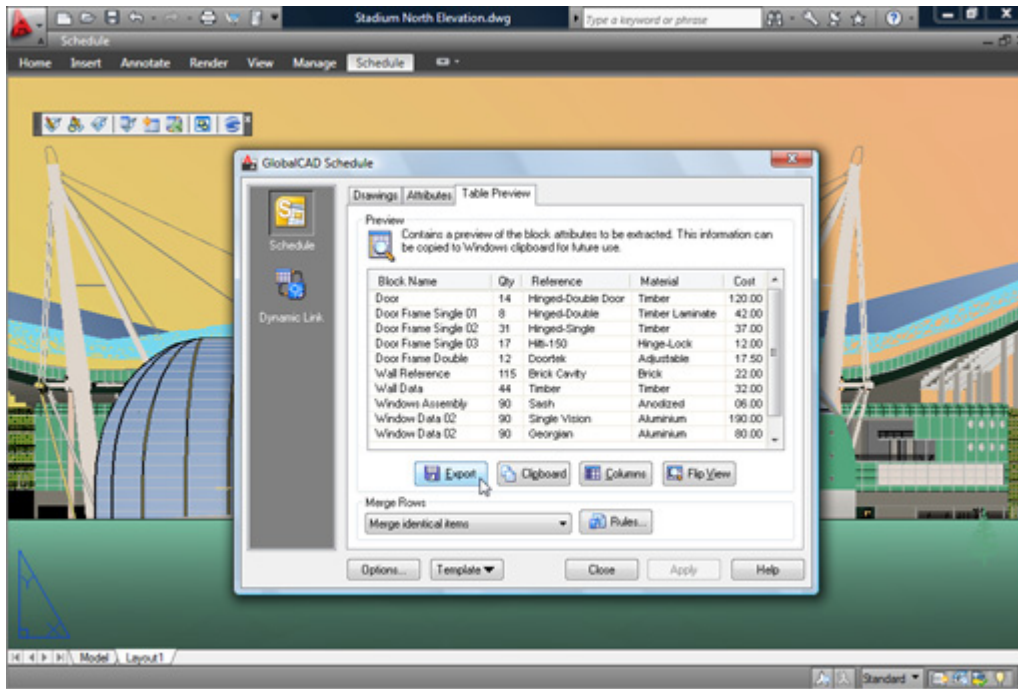 Stadium North Elevation.dwg
Type a keyword or phrase
Schedule
Home Insert Annotate Render View Manage Schedule
GlobalCAD Schedule
Drawings Attributes Table Preview
Schedule
Dynamic Link
Preview
Contains a preview of the block attributes to be extracted. This information can
be copied to Windows clipboard for future use.
Block Name Qty Reference Material Cost
Door 14 Hinged-Double Door Timber 120.00
Door Frame Single 01 8 Hinged-Double Timber Laminate 42.00
Door Frame Single 02 31 Hinged-Single Timber 37.00
Door Frame Single 03 17 Hilti-150 Hinge-Lock 12.00
Door Frame Double 12 Doortek Adjustable 17.50
Wall Reference 115 Brick Cavity Brick 22.00
Wall Data 44 Timber Timber 32.00
Windows Assembly 90 Sash Anodized 06.00
Window Data 02 90 Single Vision Aluminium 190.00
Window Data 02 90 Georgian Aluminium 80.00
Export Clipboard Columns Flip View
Merge Rows
Merge identical items Rules...
Options... Template Close Apply Help
Model Layout1
Standard